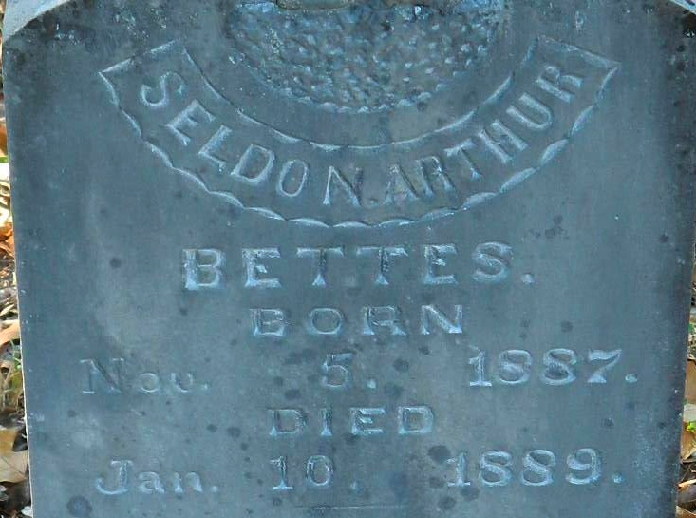 SELDON ARTHUR
BETTES.
BORN
Nov. 5. 1887.
DIED
Jan. 10. 1889.